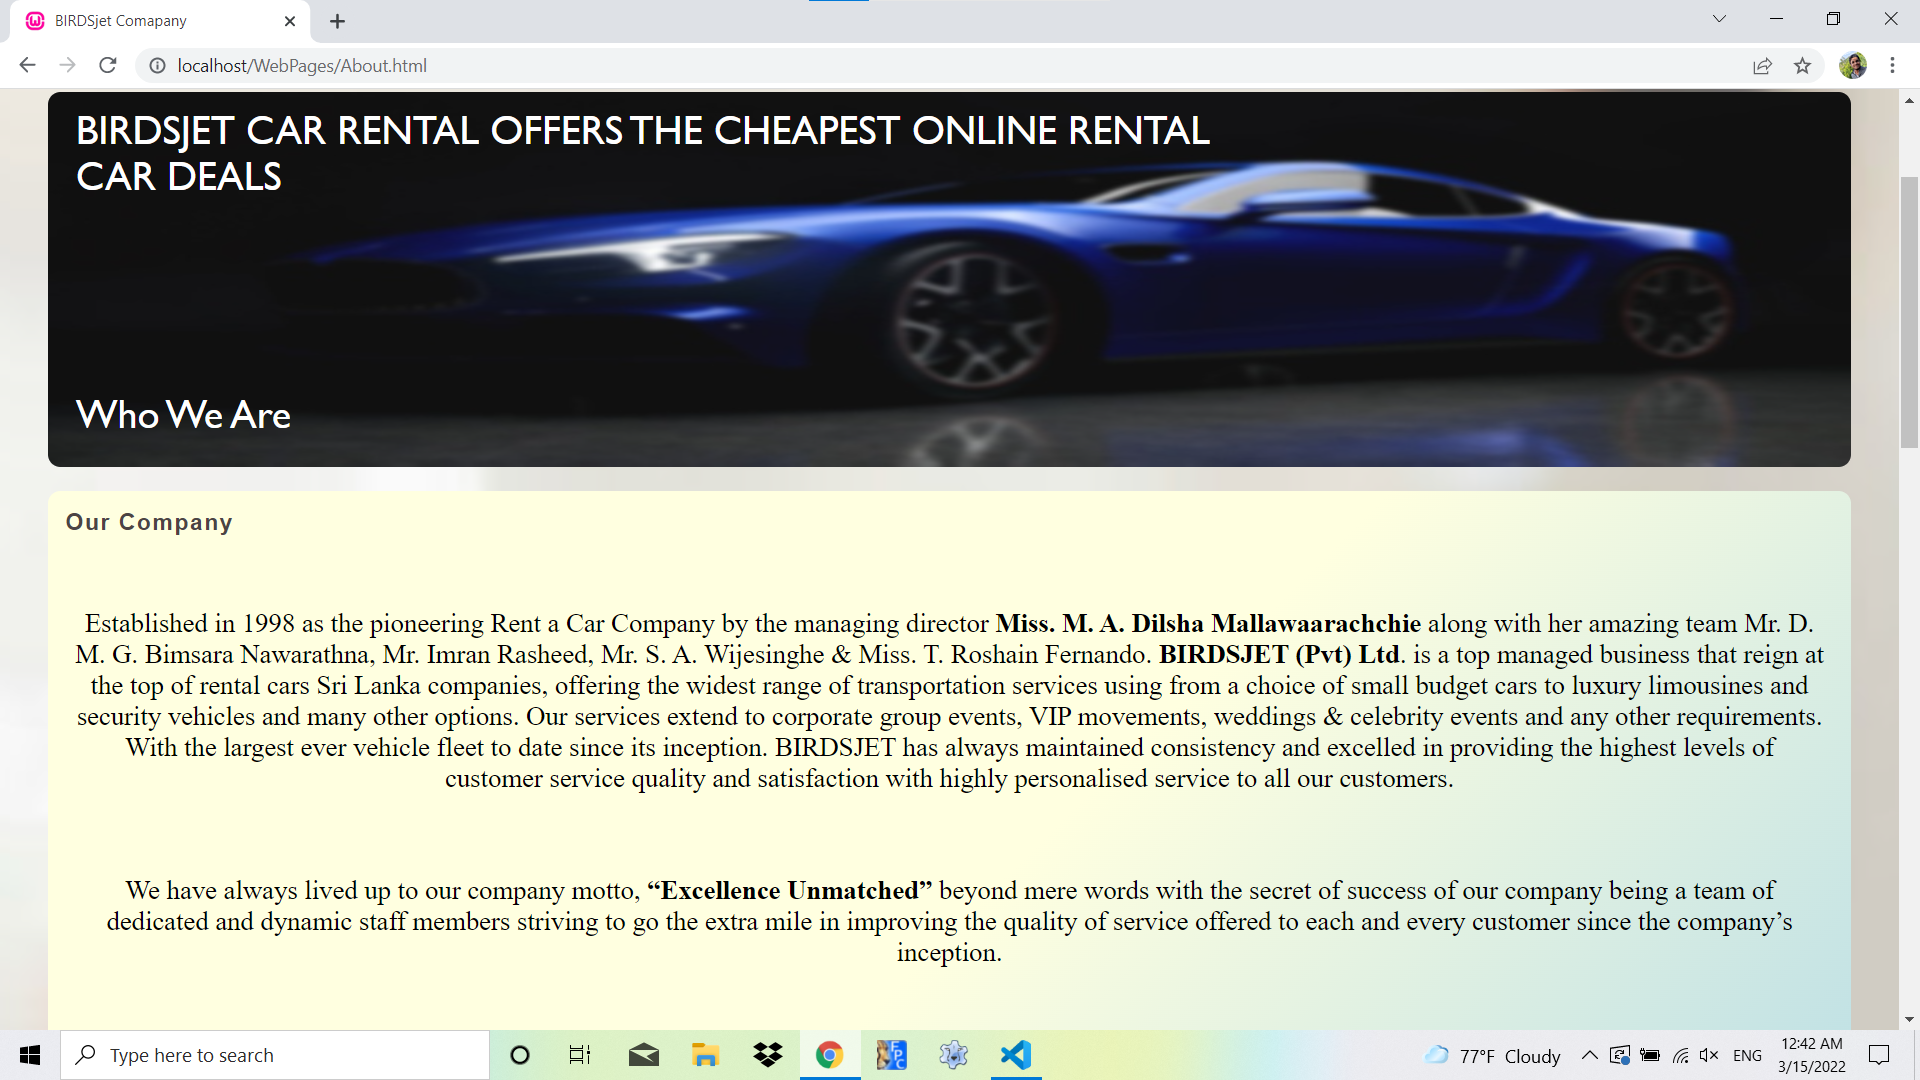 BIRDSjet Comapany
localhost/WebPages/About.html
BIRDSJET CAR RENTAL OFFERS THE CHEAPEST ONLINE RENTAL
CAR DEALS
Who We Are
Our Company
Established in 1998 as the pioneering Rent a Car Company by the managing director Miss. M. A. Dilsha Mallawaarachchie along with her amazing team Mr. D.
M. G. Bimsara Nawarathna, Mr. Imran Rasheed, Mr. S. A. Wijesinghe & Miss. T. Roshain Fernando. BIRDSJET (Pvt) Ltd. is a top managed business that reign at
the top of rental cars Sri Lanka companies, offering the widest range of transportation services using from a choice of small budget cars to luxury limousines and
security vehicles and many other options. Our services extend to corporate group events, VIP movements, weddings & celebrity events and any other requirements.
With the largest ever vehicle fleet to date since its inception. BIRDSJET has always maintained consistency and excelled in providing the highest levels of
customer service quality and satisfaction with highly personalised service to all our customers.
We have always lived up to our company motto, “Excellence Unmatched” beyond mere words with the secret of success of our company being a team of
dedicated and dynamic staff members striving to go the extra mile in improving the quality of service offered to each and every customer since the company’s
inception.
Type here to search
FPC
77°F Cloudy
ENG
12:42 AM
3/15/2022